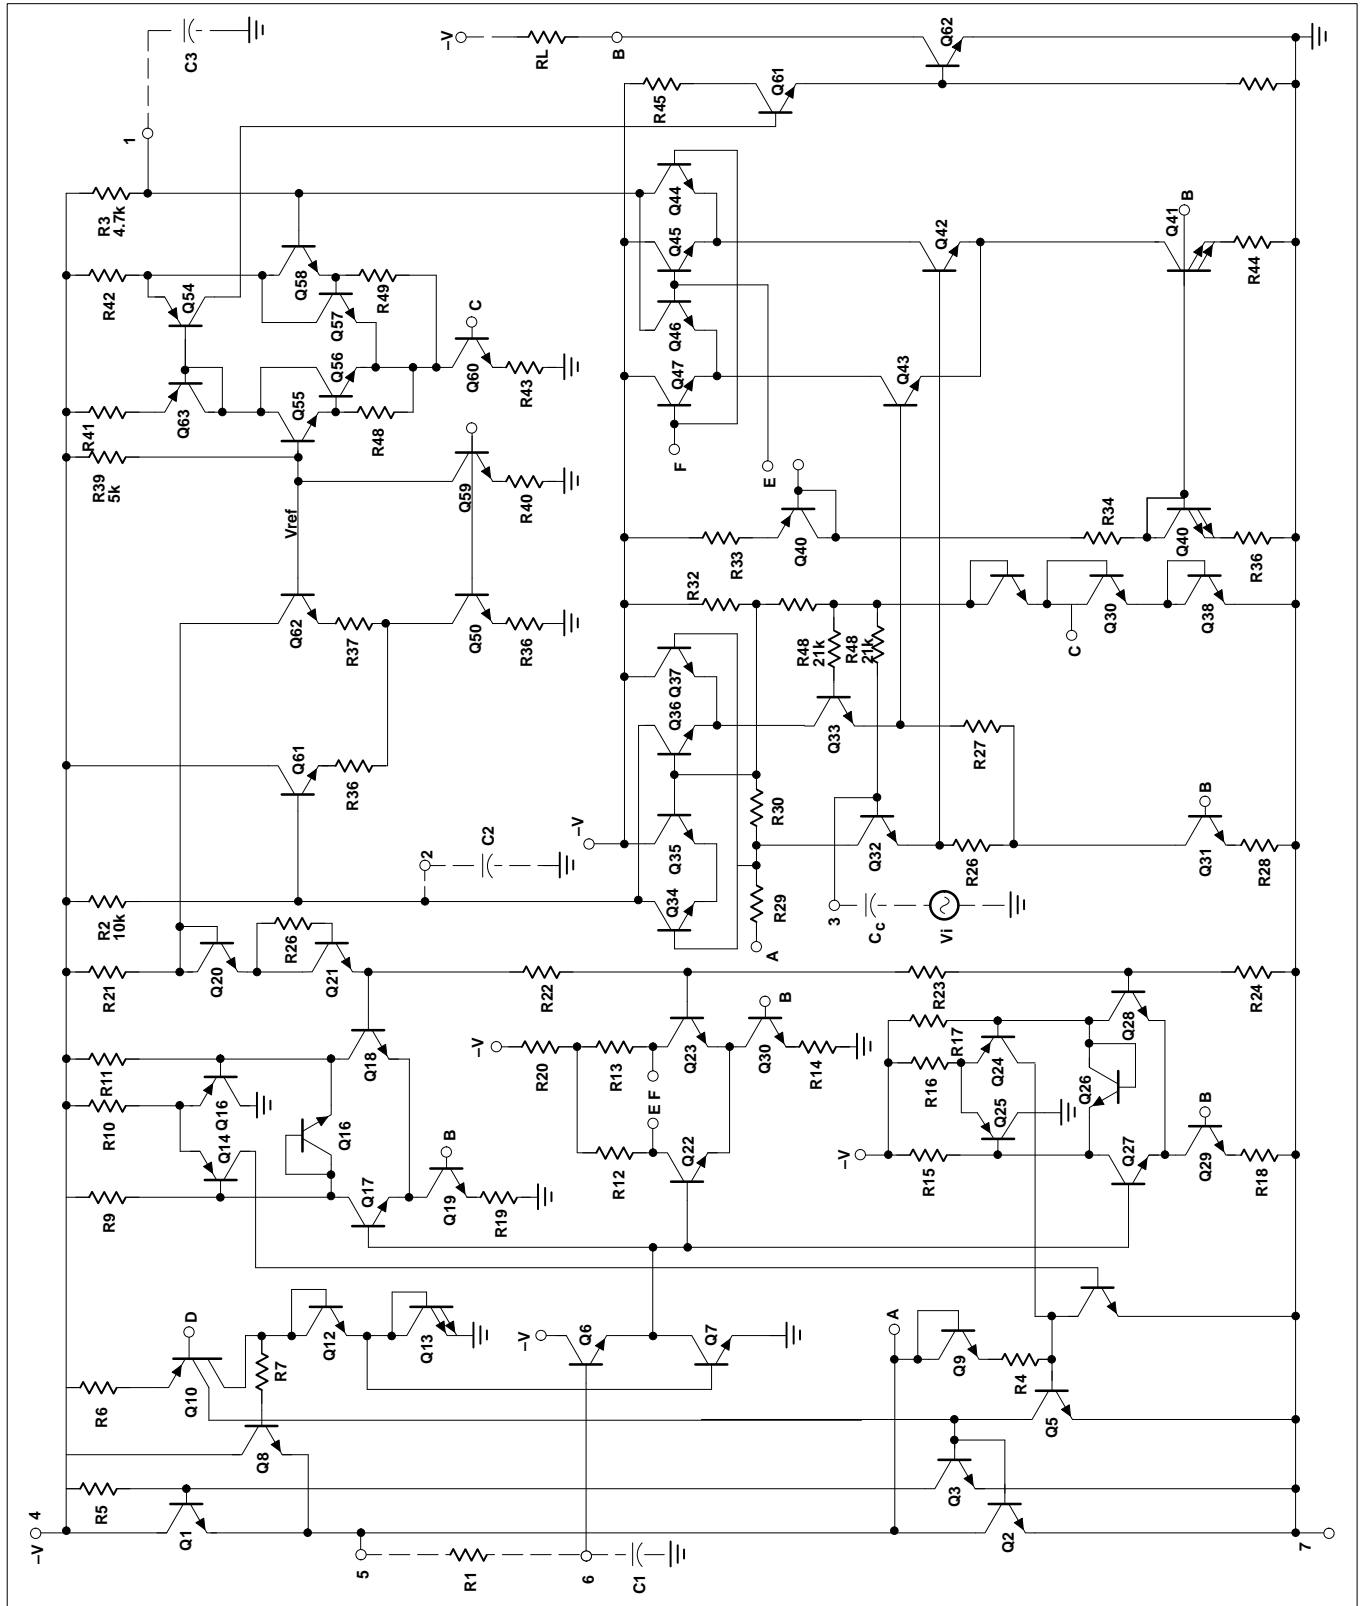 –V
4
R5
Q1
5
R1
6
C1
R6
Q10
D
Q8
R7
Q12
Q13
–V
Q6
Q7
A
Q9
R4
Q5
Q3
Q2
7
R9
R10
R11
Q14
Q16
Q16
Q17
Q18
Q19
B
R19
R21
Q20
R26
Q21
R22
–V
R20
R13
R12
E
F
Q22
Q23
Q30
B
R14
–V
R15
R16
R17
Q24
Q25
Q26
Q27
Q28
Q29
B
R18
R23
R24
R2
10k
2
C2
Q61
R36
Q62
R37
Q50
R36
Vref
R39
5k
R41
R42
Q63
Q54
Q55
Q56
Q57
Q58
R48
R49
Q59
R40
Q60
C
R43
R3
4.7k
1
C3
–V
Q34
Q35
Q36
Q37
R29
A
R30
R32
R48
21k
R48
21k
Q32
Q33
3
CC
Vi
R26
R27
Q31
B
R28
R33
Q40
R34
Q40
R36
C
Q30
Q38
F
E
Q47
Q46
Q45
Q44
Q43
Q42
Q41
B
R44
R45
Q61
Q62
–V
RL
B